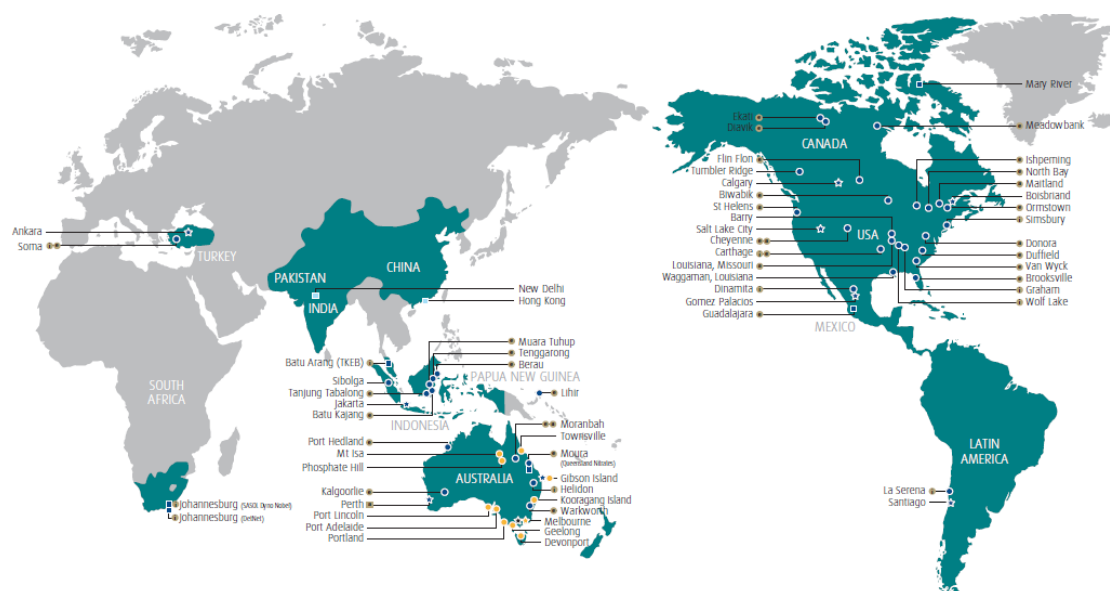 Ankara
Soma
TURKEY
PAKISTAN
CHINA
INDIA
New Delhi
Hong Kong
SOUTH
AFRICA
Johannesburg (SASOL Dyno Nobel)
Johannesburg (DetNet)
Batu Arang (TKEB)
Sibolga
Tanjung Tabalong
Jakarta
Batu Kajang
INDONESIA
Muara Tuhup
Tenggarong
Berau
PAPUA NEW GUINEA
Lihir
Port Hedland
Mt Isa
Phosphate Hill
Kalgoorlie
Perth
Port Lincoln
Port Adelaide
Portland
AUSTRALIA
Moranbah
Townsville
Moura
(Queensland Nitrates)
Gibson Island
Helidon
Kooragang Island
Warkworth
Melbourne
Geelong
Devonport
Ekati
Diavik
CANADA
Flin Flon
Tumbler Ridge
Calgary
Biwabik
St Helens
Barry
Salt Lake City
Cheyenne
Carthage
Louisiana, Missouri
Waggaman, Louisiana
Dinamita
Gomez Palacios
Guadalajara
USA
MEXICO
Mary River
Meadowbank
Ishpeming
North Bay
Maitland
Boisbriand
Ormstown
Simsbury
Donora
Duffield
Van Wyck
Brooksville
Graham
Wolf Lake
LATIN
AMERICA
La Serena
Santiago